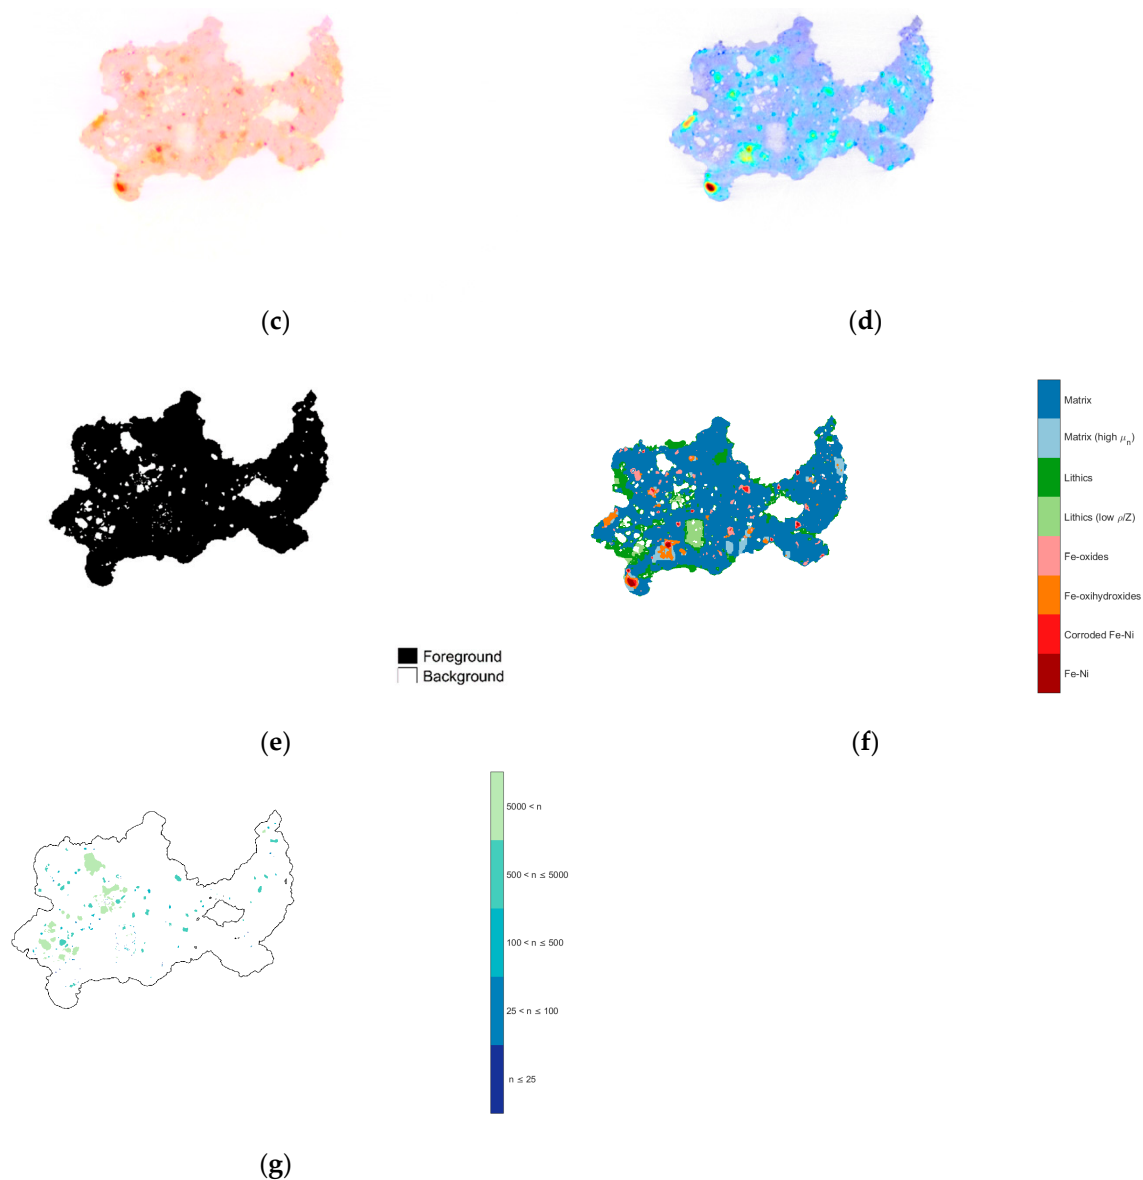 (c)
(d)
Matrix
Matrix (high μn)
Lithics
Lithics (low ρ/Z)
Fe-oxides
Fe-oxihydroxides
Corroded Fe-Ni
Fe-Ni
Foreground
Background
(e)
(f)
5000 < n
500 < n ≤ 5000
100 < n ≤ 500
25 < n ≤ 100
n ≤ 25
(g)